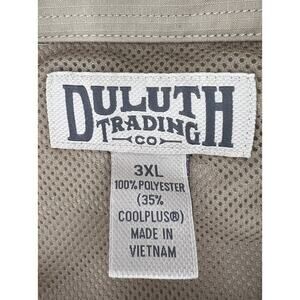 DULUTH
TRADING
CO
3XL
100% POLYESTER
(35%
COOLPLUS®)
MADE IN
VIETNAM